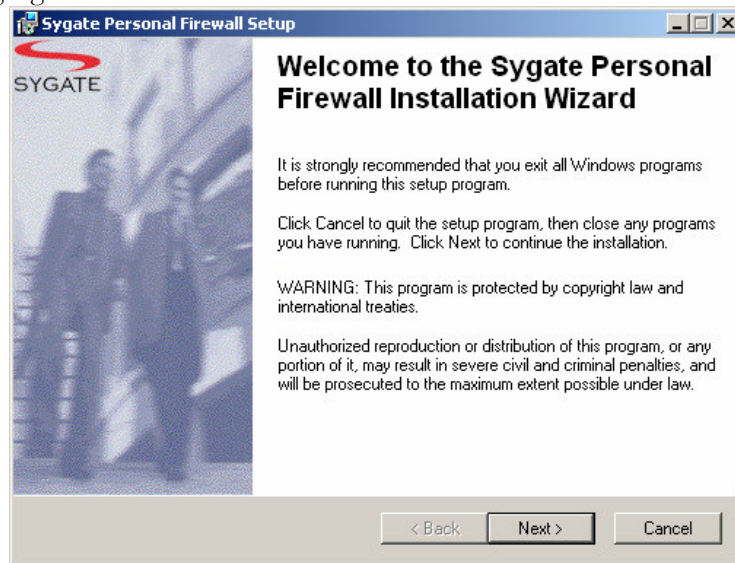 Sygate Personal Firewall Setup
SYGATE
Welcome to the Sygate Personal
Firewall Installation Wizard
It is strongly recommended that you exit all Windows programs
before running this setup program.
Click Cancel to quit the setup program, then close any programs
you have running. Click Next to continue the installation.
WARNING: This program is protected by copyright law and
international treaties.
Unauthorized reproduction or distribution of this program, or any
portion of it, may result in severe civil and criminal penalties, and
will be prosecuted to the maximum extent possible under law.
< Back
Next >
Cancel